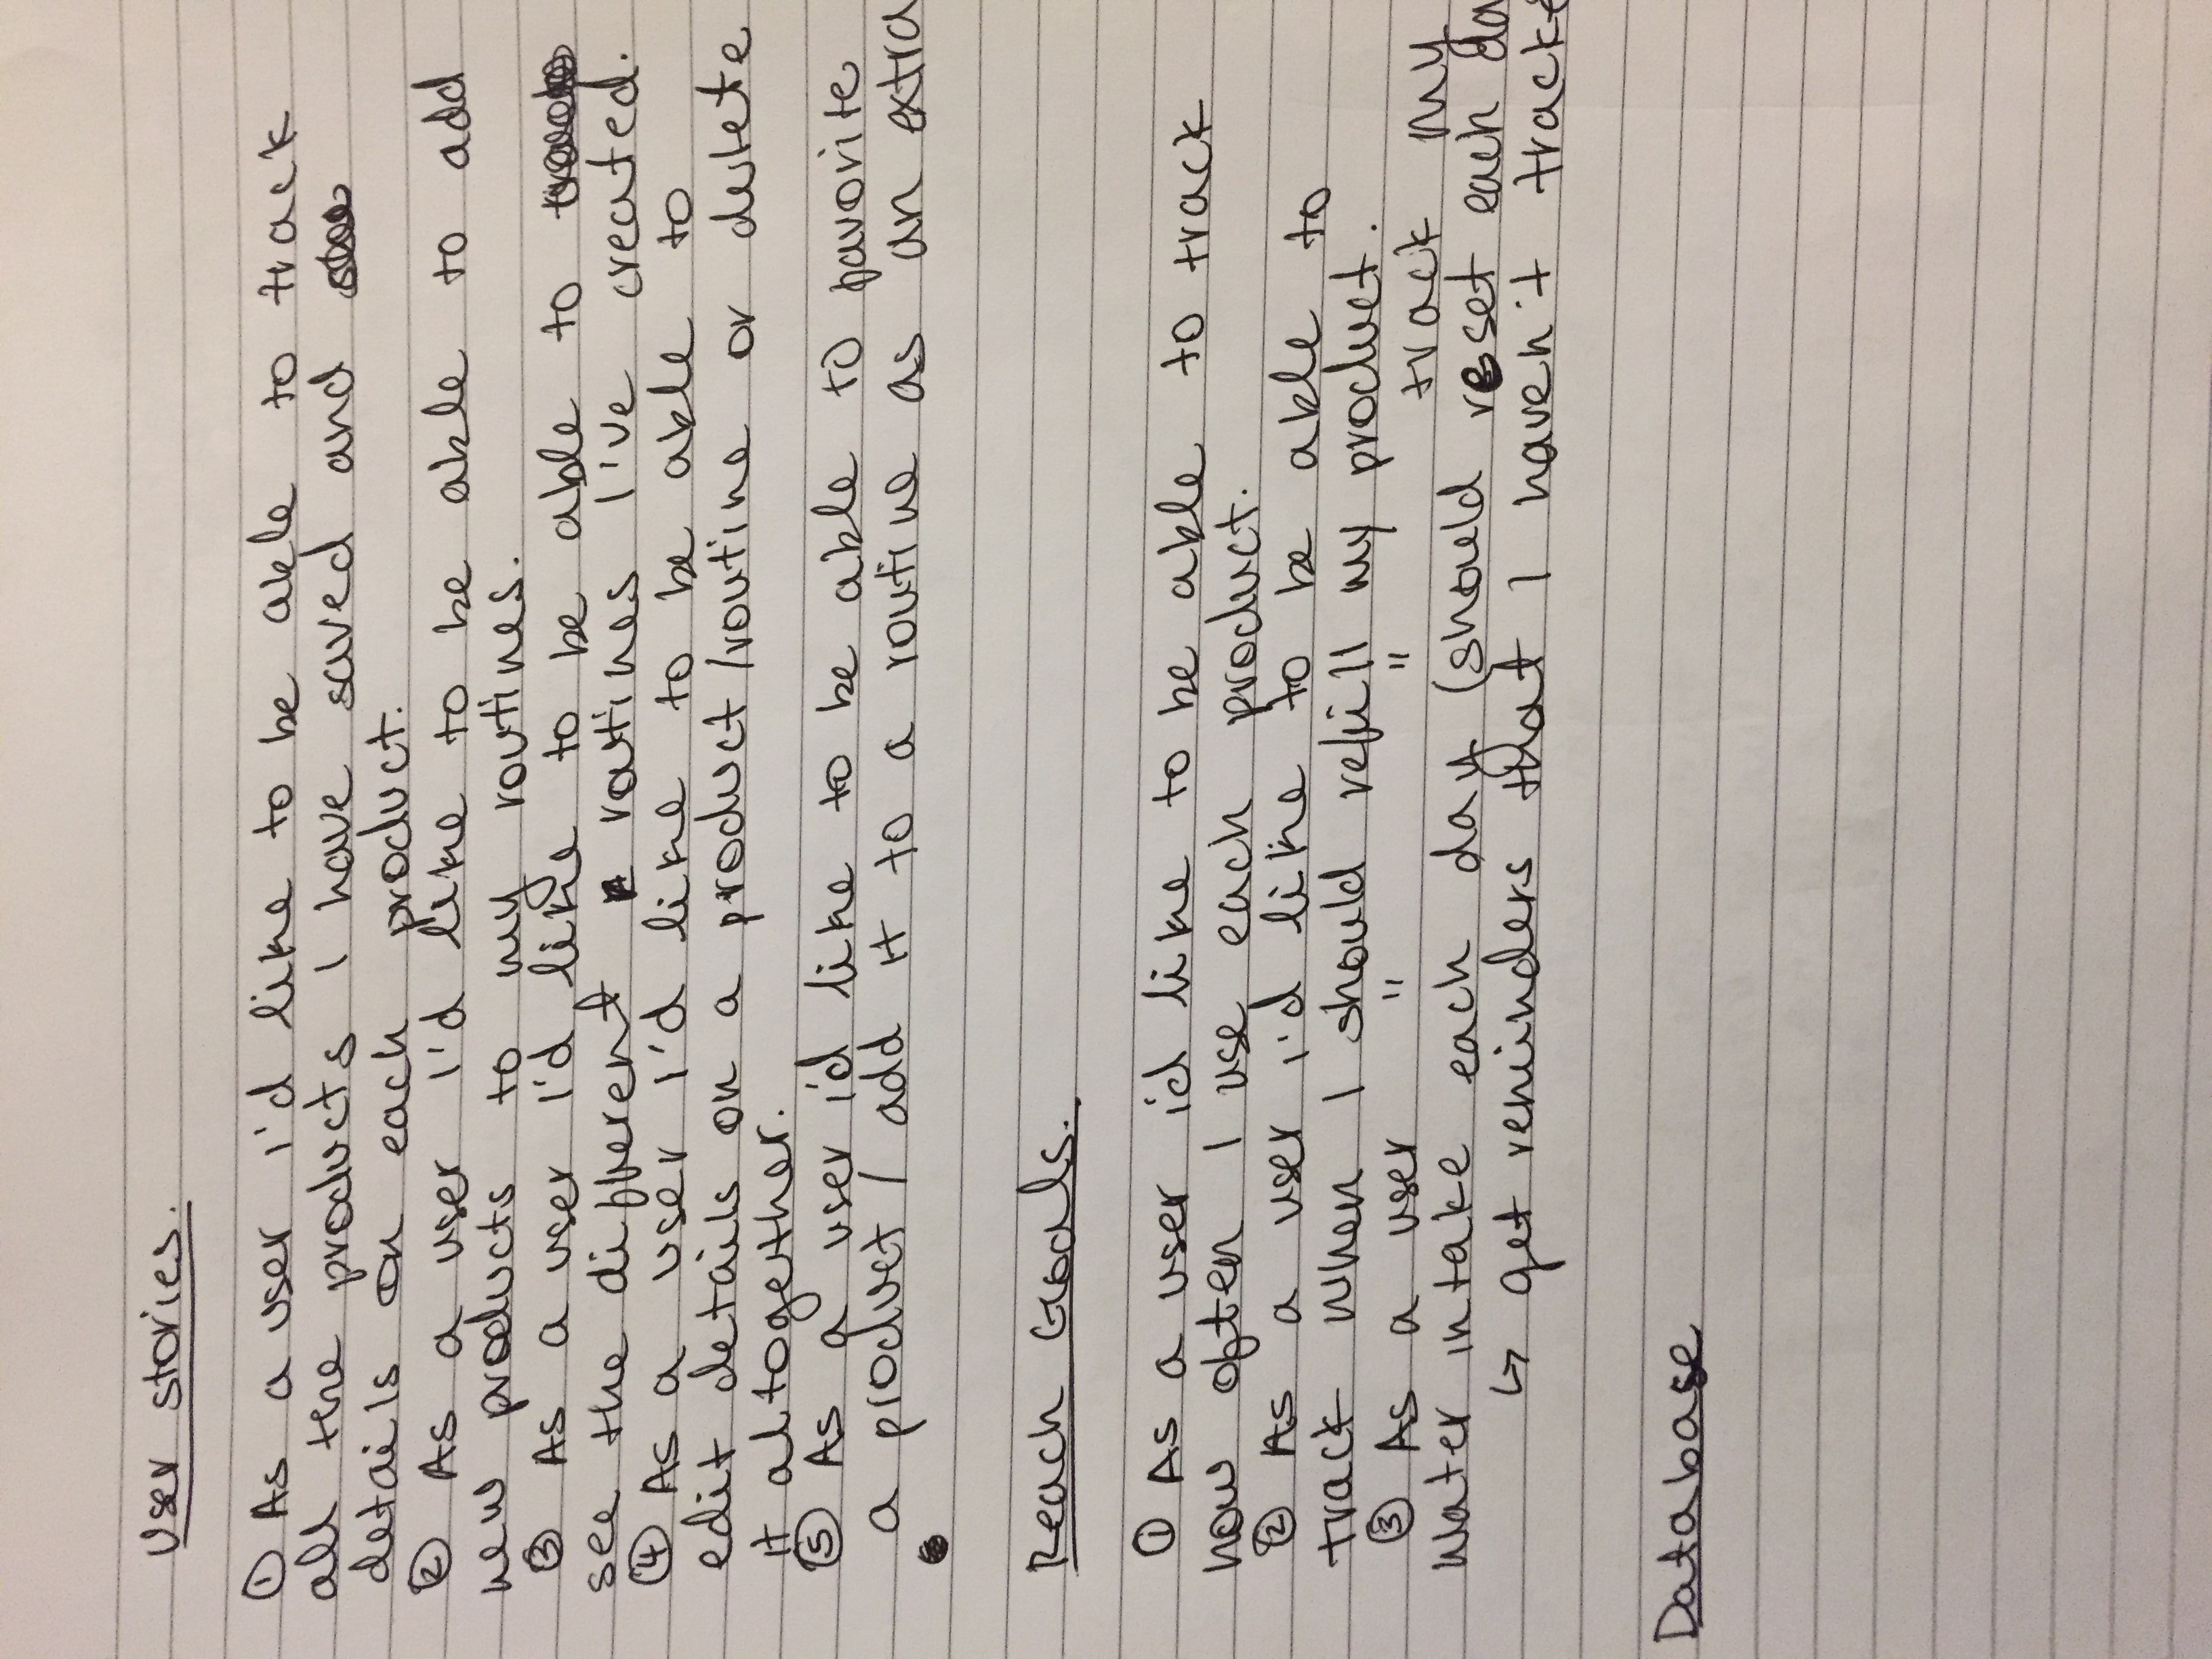 User stories.
① As a user I'd like to be able to track
all the products I have saved and
details on each product.
② As a user I'd like to be able to add
new products to my routines.
③ As a user I'd like to be able to
see the different routines I've created.
④ As a user I'd like to be able to
edit details on a product/routine or delete
it altogether.
⑤ As a user i'd like to be able to favorite
a product / add it to a routine as an extra
Reach Goals.
① As a user i'd like to be able to track
how often I use each product.
② As a user I'd like to be able to
track when I should refill my product.
③ As a user " " track my
water intake each day (should reset each da
↳ get reminders that I haven't tracke
Database